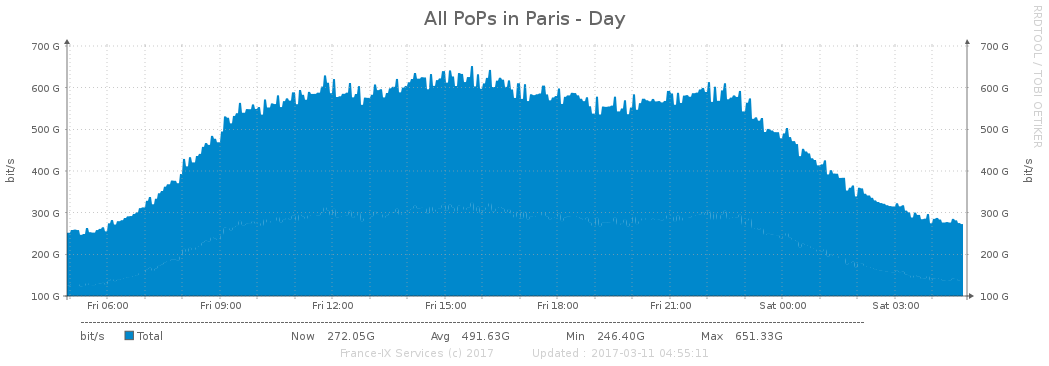 All PoPs in Paris - Day
RRDTOOL / TOBI OETIKER
700 G 700 G
600 G 600 G
500 G 500 G
400 G 400 G
300 G 300 G
200 G 200 G
100 G 100 G
bit/s
bit/s
Fri 06:00 Fri 09:00 Fri 12:00 Fri 15:00 Fri 18:00 Fri 21:00 Sat 00:00 Sat 03:00
bit/s Total Now 272.05G Avg 491.63G Min 246.40G Max 651.33G
France-IX Services (c) 2017 Updated : 2017-03-11 04:55:11